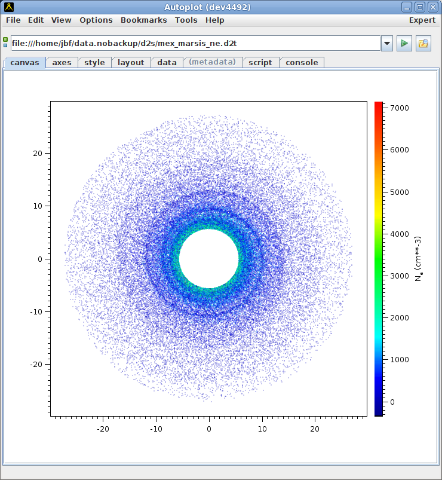 Autoplot (dev4492)
File Edit View Options Bookmarks Tools Help Expert
file:///home/jbf/data.nobackup/d2s/mex_marsis_ne.d2t
canvas axes style layout data (metadata) script console
7000
6000
5000
4000
3000
2000
1000
0
N_e (cm**-3)
20
10
0
-10
-20
-20 -10 0 10 20